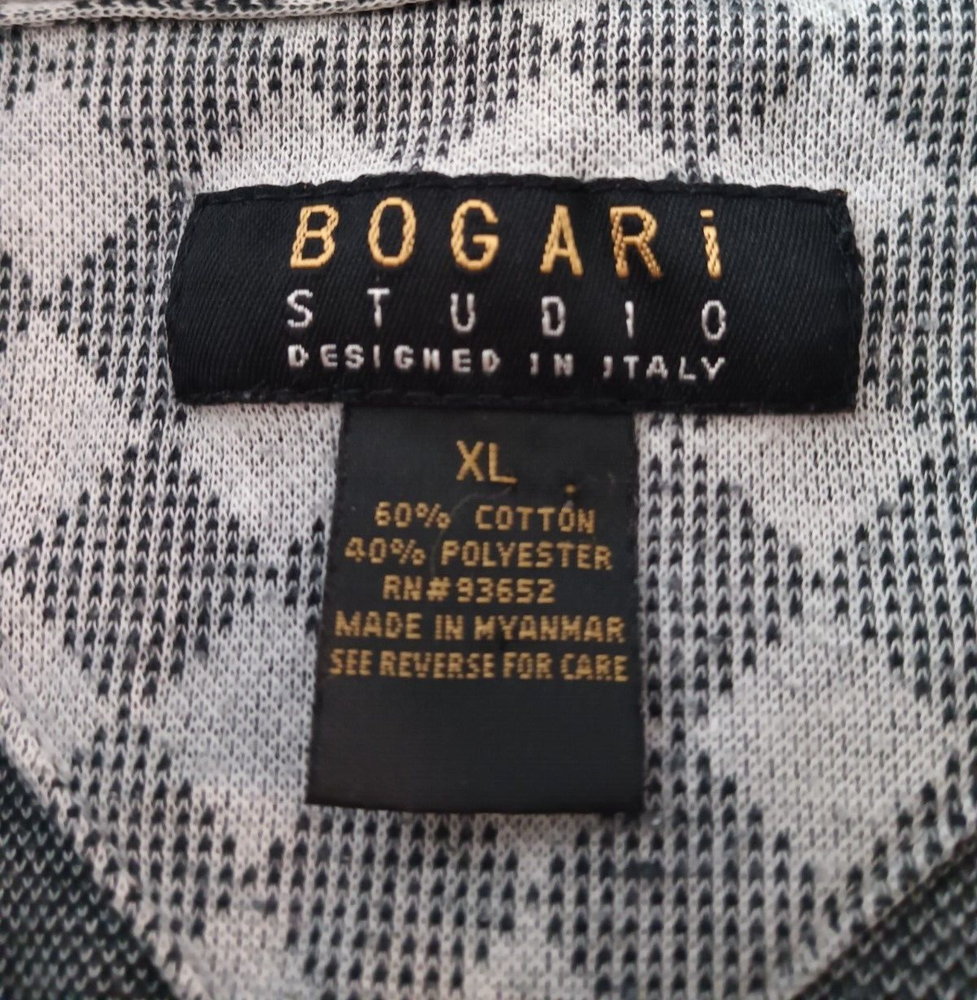 BOGARi
STUDIO
DESIGNED IN ITALY
XL
60% COTTON
40% POLYESTER
RN#93652
MADE IN MYANMAR
SEE REVERSE FOR CARE